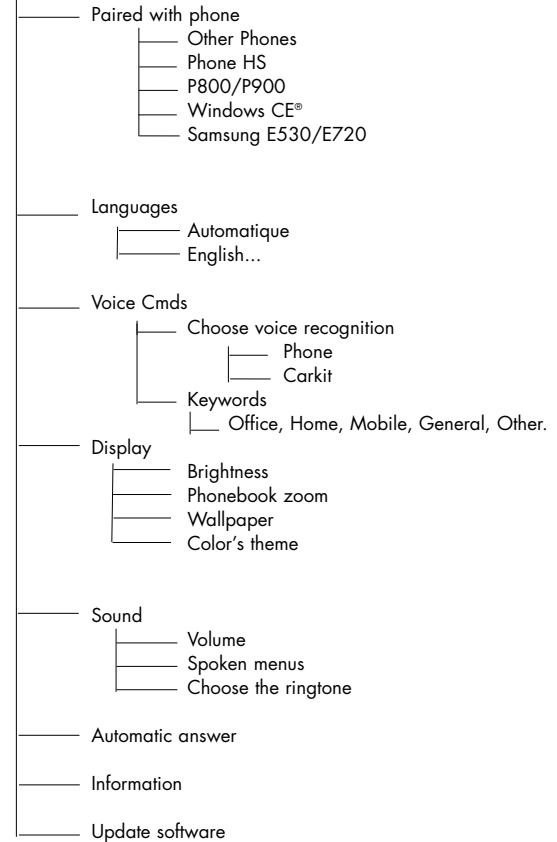 Paired with phone
Other Phones
Phone HS
P800/P900
Windows CE®
Samsung E530/E720
Languages
Automatique
English...
Voice Cmds
Choose voice recognition
Phone
Carkit
Keywords
Office, Home, Mobile, General, Other.
Display
Brightness
Phonebook zoom
Wallpaper
Color's theme
Sound
Volume
Spoken menus
Choose the ringtone
Automatic answer
Information
Update software